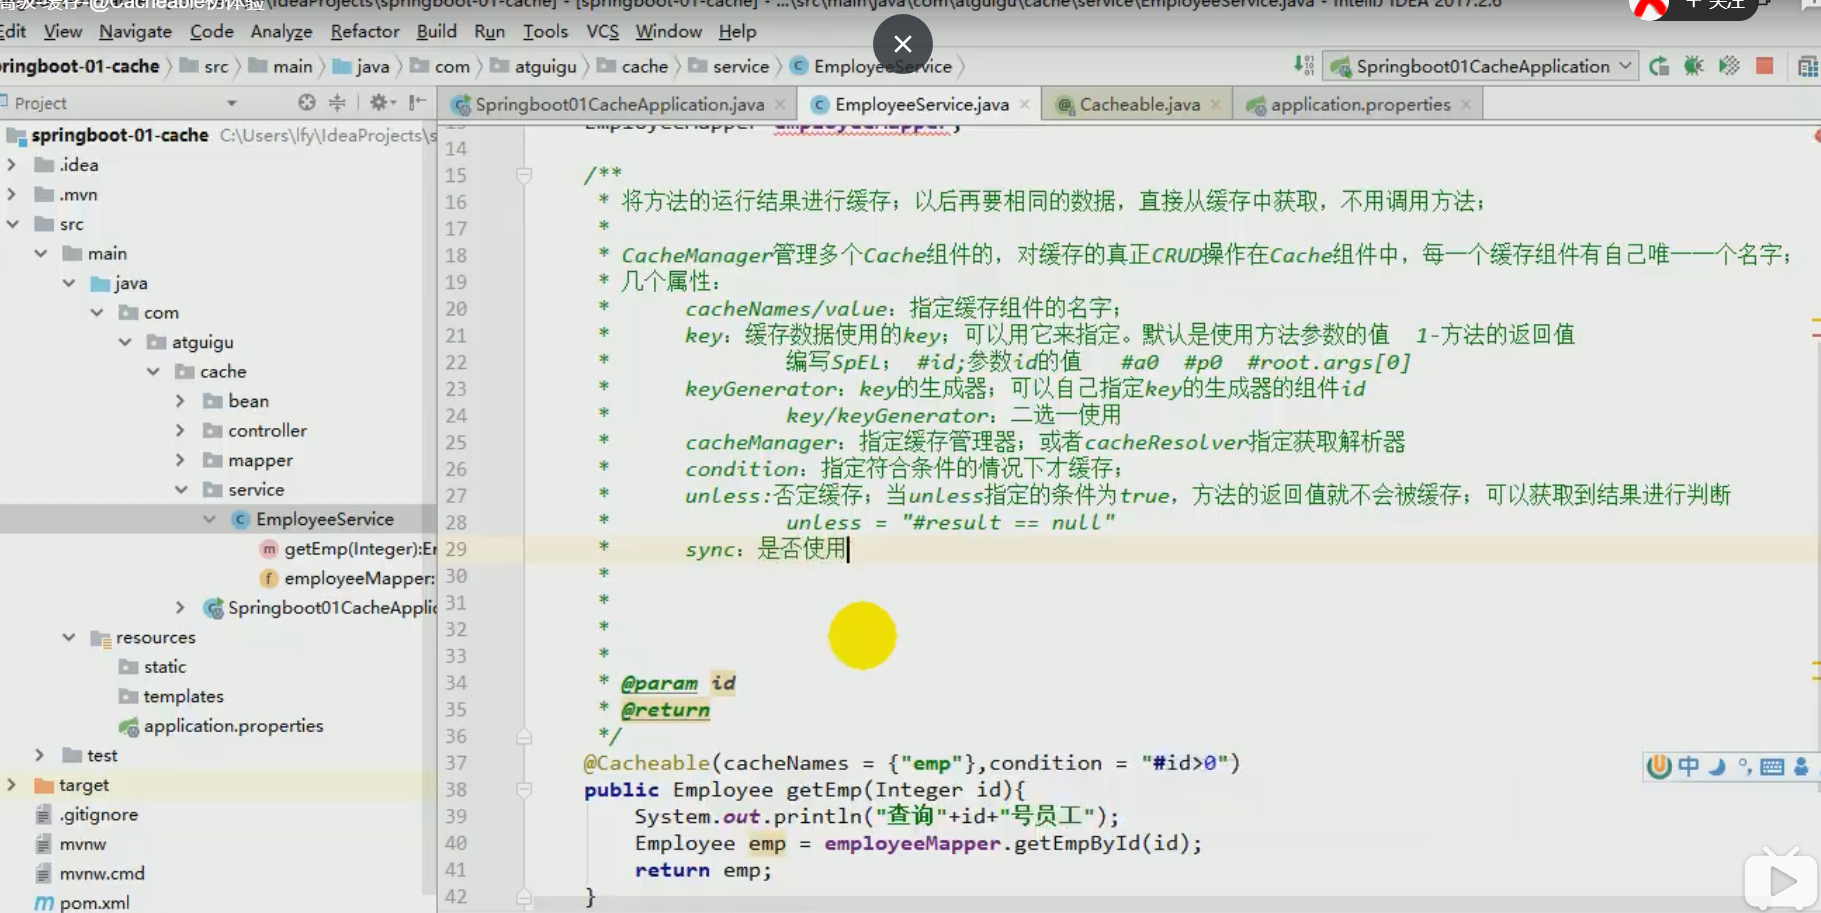 高级-缓存-@Cacheable初体验
\IdeaProjects\springboot-01-cache] - [springboot-01-cache] - ...\src\main\java\com\atguigu\cache\service\EmployeeService.java - IntelliJ IDEA 2017.2.6
+ 关注
Edit View Navigate Code Analyze Refactor Build Run Tools VCS Window Help
pringboot-01-cache src main java com atguigu cache service EmployeeService Springboot01CacheApplication
Project Springboot01CacheApplication.java EmployeeService.java Cacheable.java application.properties
springboot-01-cache C:\Users\lfy\IdeaProjects\s
.idea
.mvn
src
main
java
com
atguigu
cache
bean
controller
mapper
service
EmployeeService
getEmp(Integer):Em
employeeMapper:
Springboot01CacheApplic
resources
static
templates
application.properties
test
target
.gitignore
mvnw
mvnw.cmd
pom.xml
13 EmployeeMapper employeeMapper;
14
15 /**
16 * 将方法的运行结果进行缓存；以后再要相同的数据，直接从缓存中获取，不用调用方法；
17 *
18 * CacheManager管理多个Cache组件的，对缓存的真正CRUD操作在Cache组件中，每一个缓存组件有自己唯一一个名字；
19 * 几个属性：
20 * cacheNames/value：指定缓存组件的名字；
21 * key：缓存数据使用的key；可以用它来指定。默认是使用方法参数的值 1-方法的返回值
22 * 编写SpEL； #id;参数id的值 #a0 #p0 #root.args[0]
23 * keyGenerator：key的生成器；可以自己指定key的生成器的组件id
24 * key/keyGenerator：二选一使用
25 * cacheManager：指定缓存管理器；或者cacheResolver指定获取解析器
26 * condition：指定符合条件的情况下才缓存；
27 * unless:否定缓存；当unless指定的条件为true，方法的返回值就不会被缓存；可以获取到结果进行判断
28 * unless = "#result == null"
29 * sync：是否使用
30 *
31 *
32 *
33 *
34 * @param id
35 * @return
36 */
37 @Cacheable(cacheNames = {"emp"},condition = "#id>0")
38 public Employee getEmp(Integer id){
39 System.out.println("查询"+id+"号员工");
40 Employee emp = employeeMapper.getEmpById(id);
41 return emp;
42 }
中